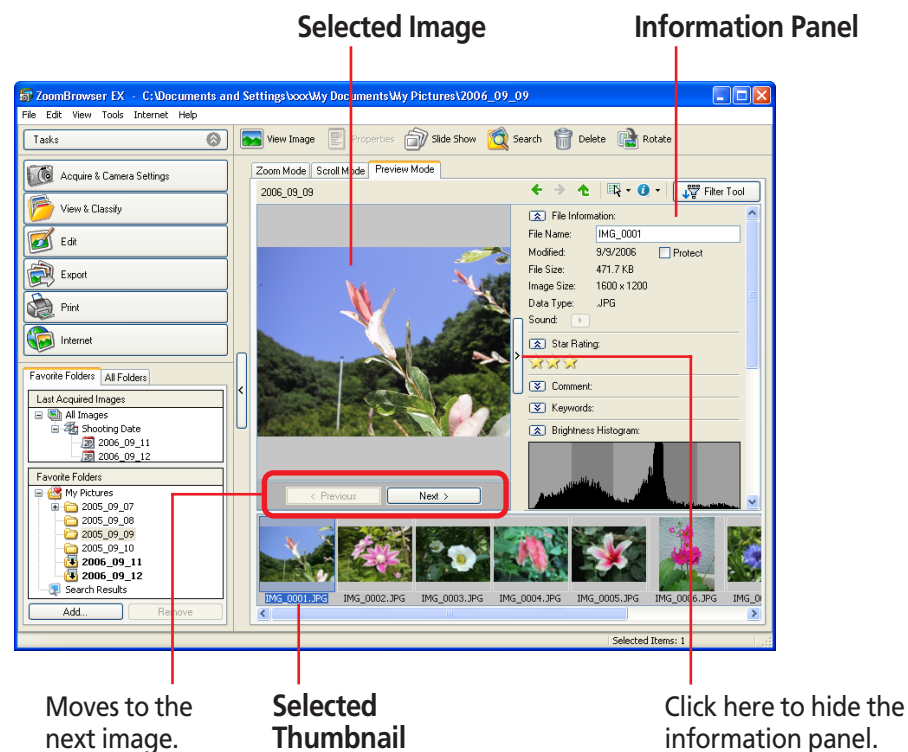 Selected Image
Information Panel
ZoomBrowser EX - C:\Documents and Settings\xxx\My Documents\My Pictures\2006_09_09
File Edit View Tools Internet Help
Tasks
View Image Properties Slide Show Search Delete Rotate
Acquire & Camera Settings
View & Classify
Edit
Export
Print
Internet
Favorite Folders All Folders
Last Acquired Images
All Images
Shooting Date
2006_09_11
2006_09_12
Favorite Folders
My Pictures
2005_09_07
2005_09_08
2005_09_09
2005_09_10
2006_09_11
2006_09_12
Search Results
Add... Remove
Zoom Mode Scroll Mode Preview Mode
2006_09_09
Filter Tool
File Information:
File Name: IMG_0001
Modified: 9/9/2006 Protect
File Size: 471.7 KB
Image Size: 1600 x 1200
Data Type: .JPG
Sound:
Star Rating:
Comment:
Keywords:
Brightness Histogram:
< Previous Next >
IMG_0001.JPG IMG_0002.JPG IMG_0003.JPG IMG_0004.JPG IMG_0005.JPG IMG_0006.JPG IMG_0
Selected Items: 1
Moves to the
next image.
Selected
Thumbnail
Click here to hide the
information panel.